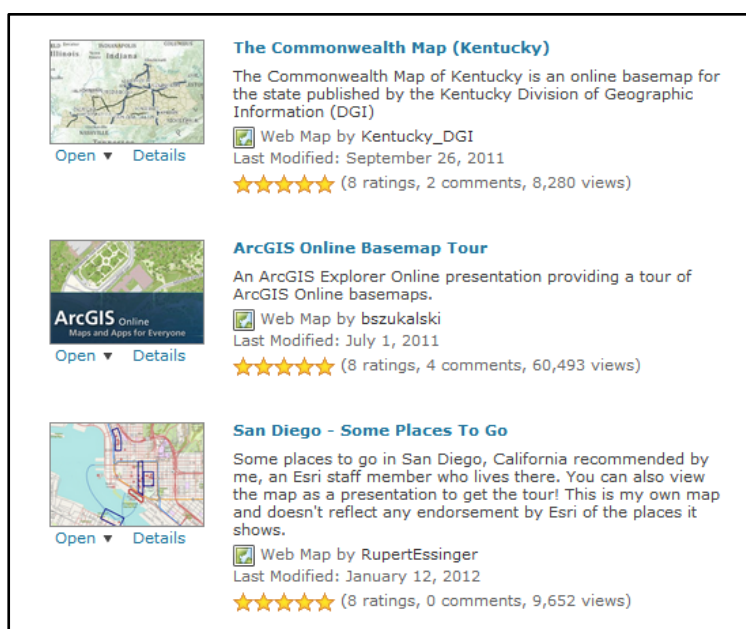 The Commonwealth Map (Kentucky)
The Commonwealth Map of Kentucky is an online basemap for
the state published by the Kentucky Division of Geographic
Information (DGI)
Web Map by Kentucky_DGI
Last Modified: September 26, 2011
(8 ratings, 2 comments, 8,280 views)
Illinois
Indiana
INDIANAPOLIS
COLUMBUS
NASHVILLE
Tennessee
Open ▼ Details
ArcGIS Online Basemap Tour
An ArcGIS Explorer Online presentation providing a tour of
ArcGIS Online basemaps.
Web Map by bszukalski
Last Modified: July 1, 2011
(8 ratings, 4 comments, 60,493 views)
ArcGIS Online
Maps and Apps for Everyone
Open ▼ Details
San Diego - Some Places To Go
Some places to go in San Diego, California recommended by
me, an Esri staff member who lives there. You can also view
the map as a presentation to get the tour! This is my own map
and doesn't reflect any endorsement by Esri of the places it
shows.
Web Map by RupertEssinger
Last Modified: January 12, 2012
(8 ratings, 0 comments, 9,652 views)
Open ▼ Details